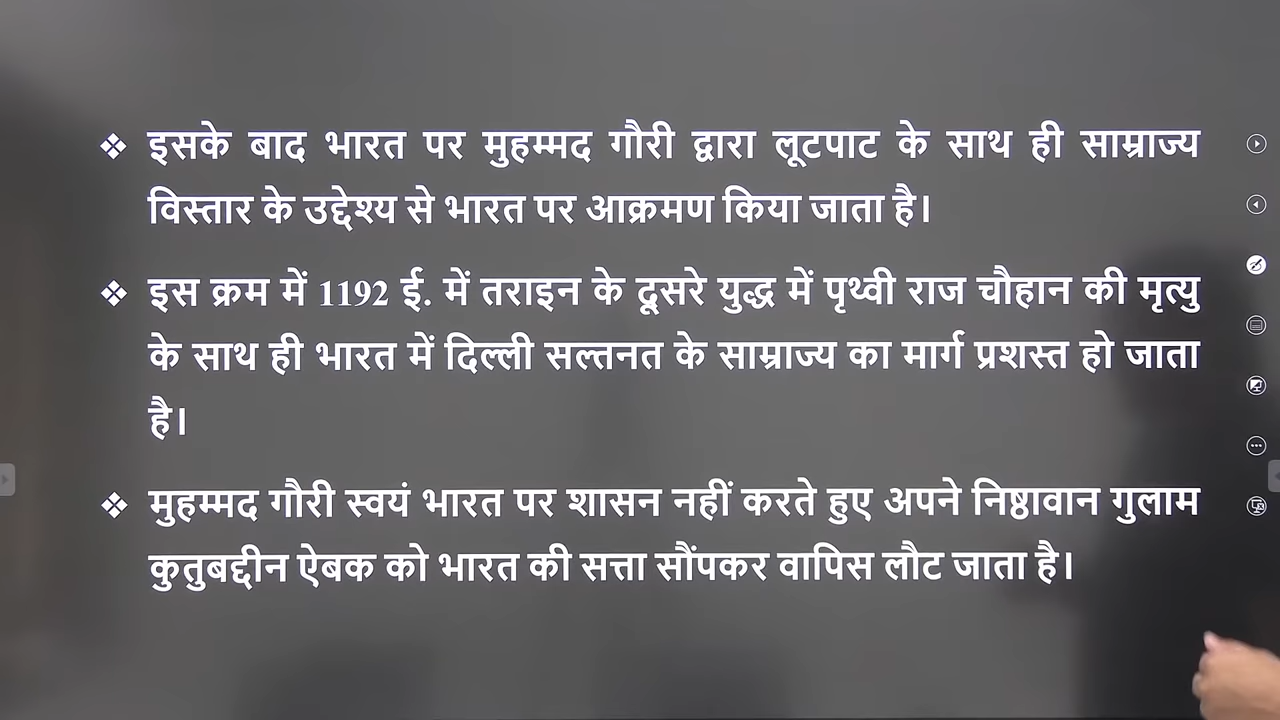 ❖ इसके बाद भारत पर मुहम्मद गौरी द्वारा लूटपाट के साथ ही साम्राज्य
विस्तार के उद्देश्य से भारत पर आक्रमण किया जाता है।
❖ इस क्रम में 1192 ई. में तराइन के दूसरे युद्ध में पृथ्वी राज चौहान की मृत्यु
के साथ ही भारत में दिल्ली सल्तनत के साम्राज्य का मार्ग प्रशस्त हो जाता
है।
❖ मुहम्मद गौरी स्वयं भारत पर शासन नहीं करते हुए अपने निष्ठावान गुलाम
कुतुबद्दीन ऐबक को भारत की सत्ता सौंपकर वापिस लौट जाता है।